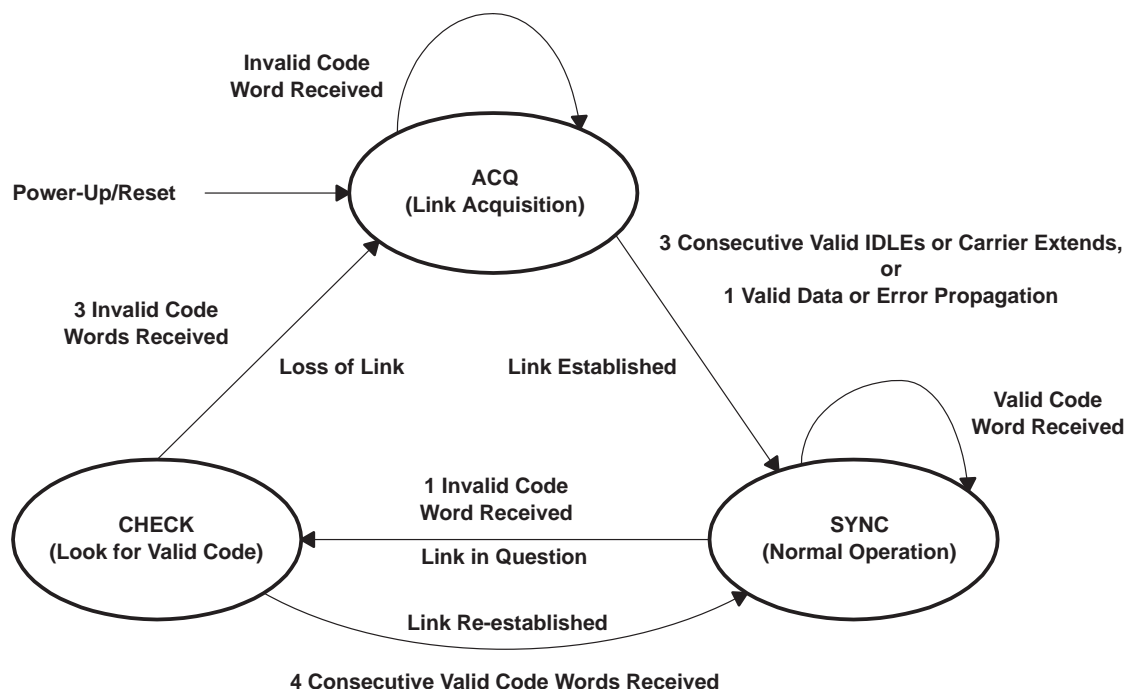 Invalid Code
Word Received
ACQ
(Link Acquisition)
Power-Up/Reset
3 Consecutive Valid IDLEs or Carrier Extends,
or
1 Valid Data or Error Propagation
3 Invalid Code
Words Received
Loss of Link
Link Established
Valid Code
Word Received
1 Invalid Code
Word Received
CHECK
(Look for Valid Code)
SYNC
(Normal Operation)
Link in Question
Link Re-established
4 Consecutive Valid Code Words Received